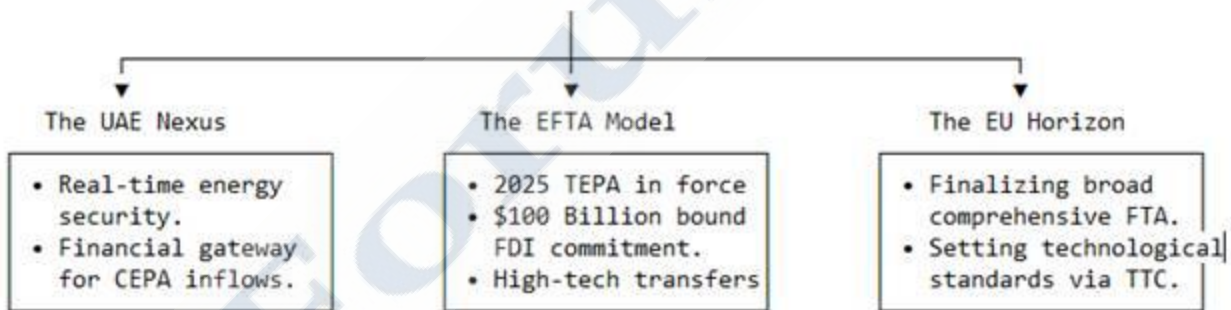 The UAE Nexus
• Real-time energy
security.
• Financial gateway
for CEPA inflows.
The EFTA Model
• 2025 TEPA in force
• $100 Billion bound
FDI commitment.
• High-tech transfers
The EU Horizon
• Finalizing broad
comprehensive FTA.
• Setting technological
standards via TTC.